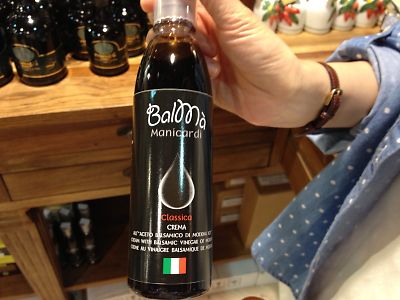 BalMà
Manicardi
Classica
CREMA
ALL'ACETO BALSAMICO DI MODENA IGP
CREAM WITH BALSAMIC VINEGAR OF
CRÈME AU VINAIGRE BALSAMIQUE DE